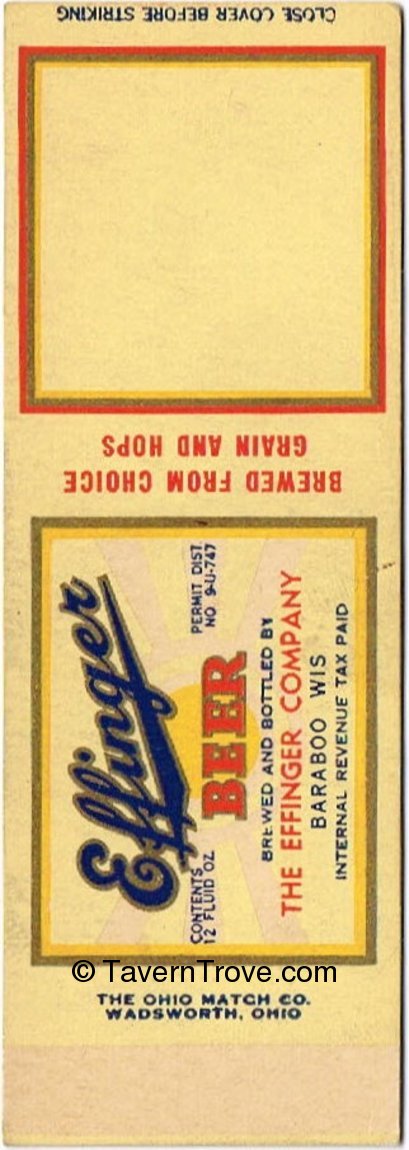 CLOSE COVER BEFORE STRIKING
BREWED FROM CHOICE
GRAIN AND HOPS
Effinger
CONTENTS
12 FLUID OZ.
BEER
PERMIT DIST
NO 9-U-747
BREWED AND BOTTLED BY
THE EFFINGER COMPANY
BARABOO WIS
INTERNAL REVENUE TAX PAID
© TavernTrove.com
THE OHIO MATCH CO.
WADSWORTH, OHIO